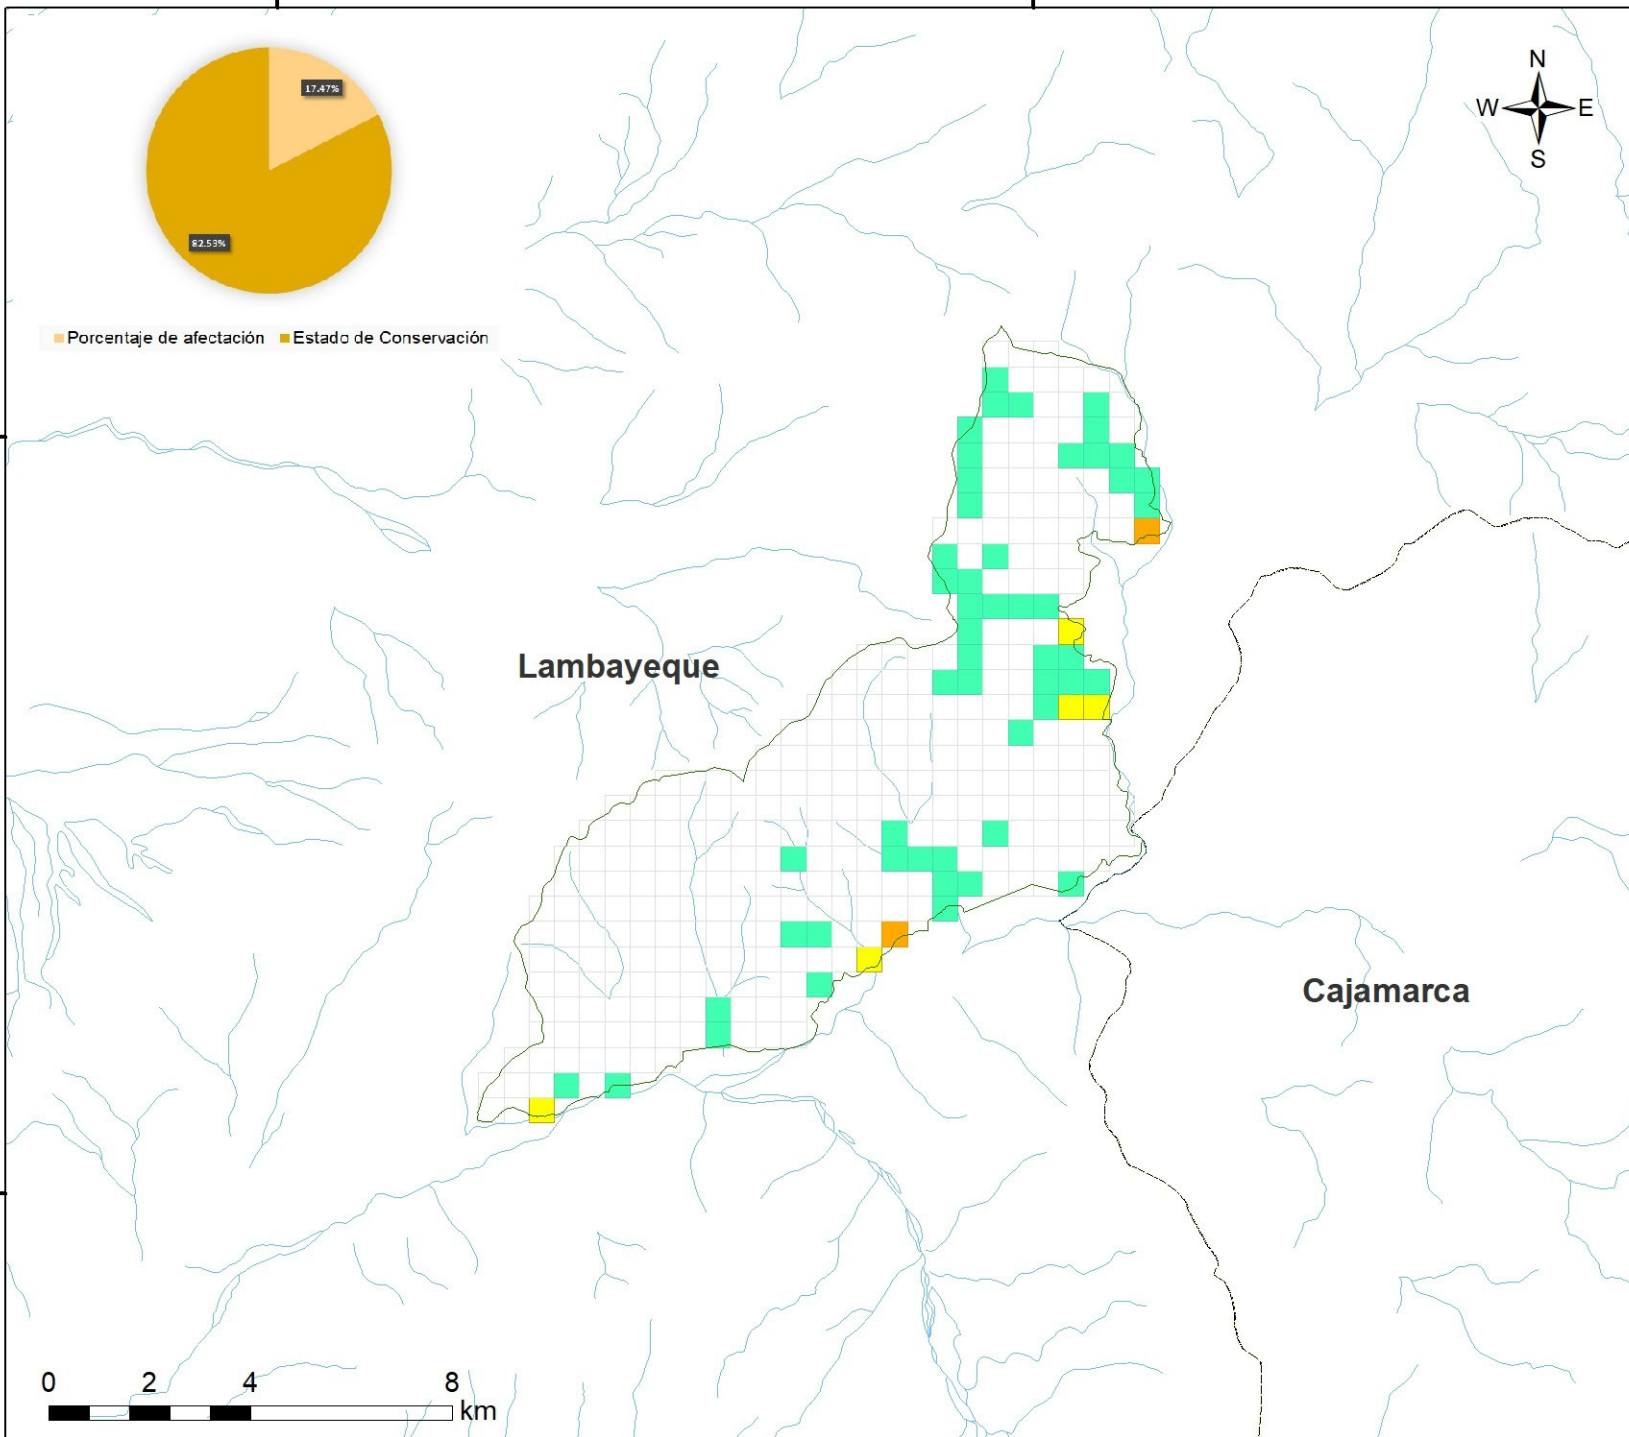 17.47%
82.53%
Porcentaje de afectación Estado de Conservación
N
W E
S
Lambayeque
Cajamarca
0 2 4 8
km